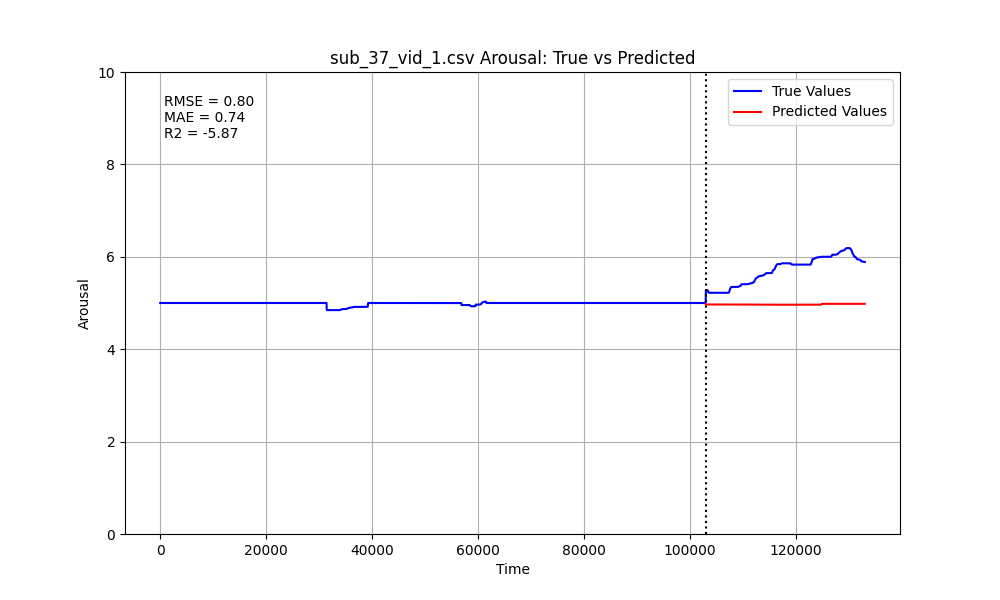 sub_37_vid_1.csv Arousal: True vs Predicted
RMSE = 0.80
MAE = 0.74
R2 = -5.87
True Values
Predicted Values
10
8
6
4
2
0
Arousal
0 20000 40000 60000 80000 100000 120000
Time